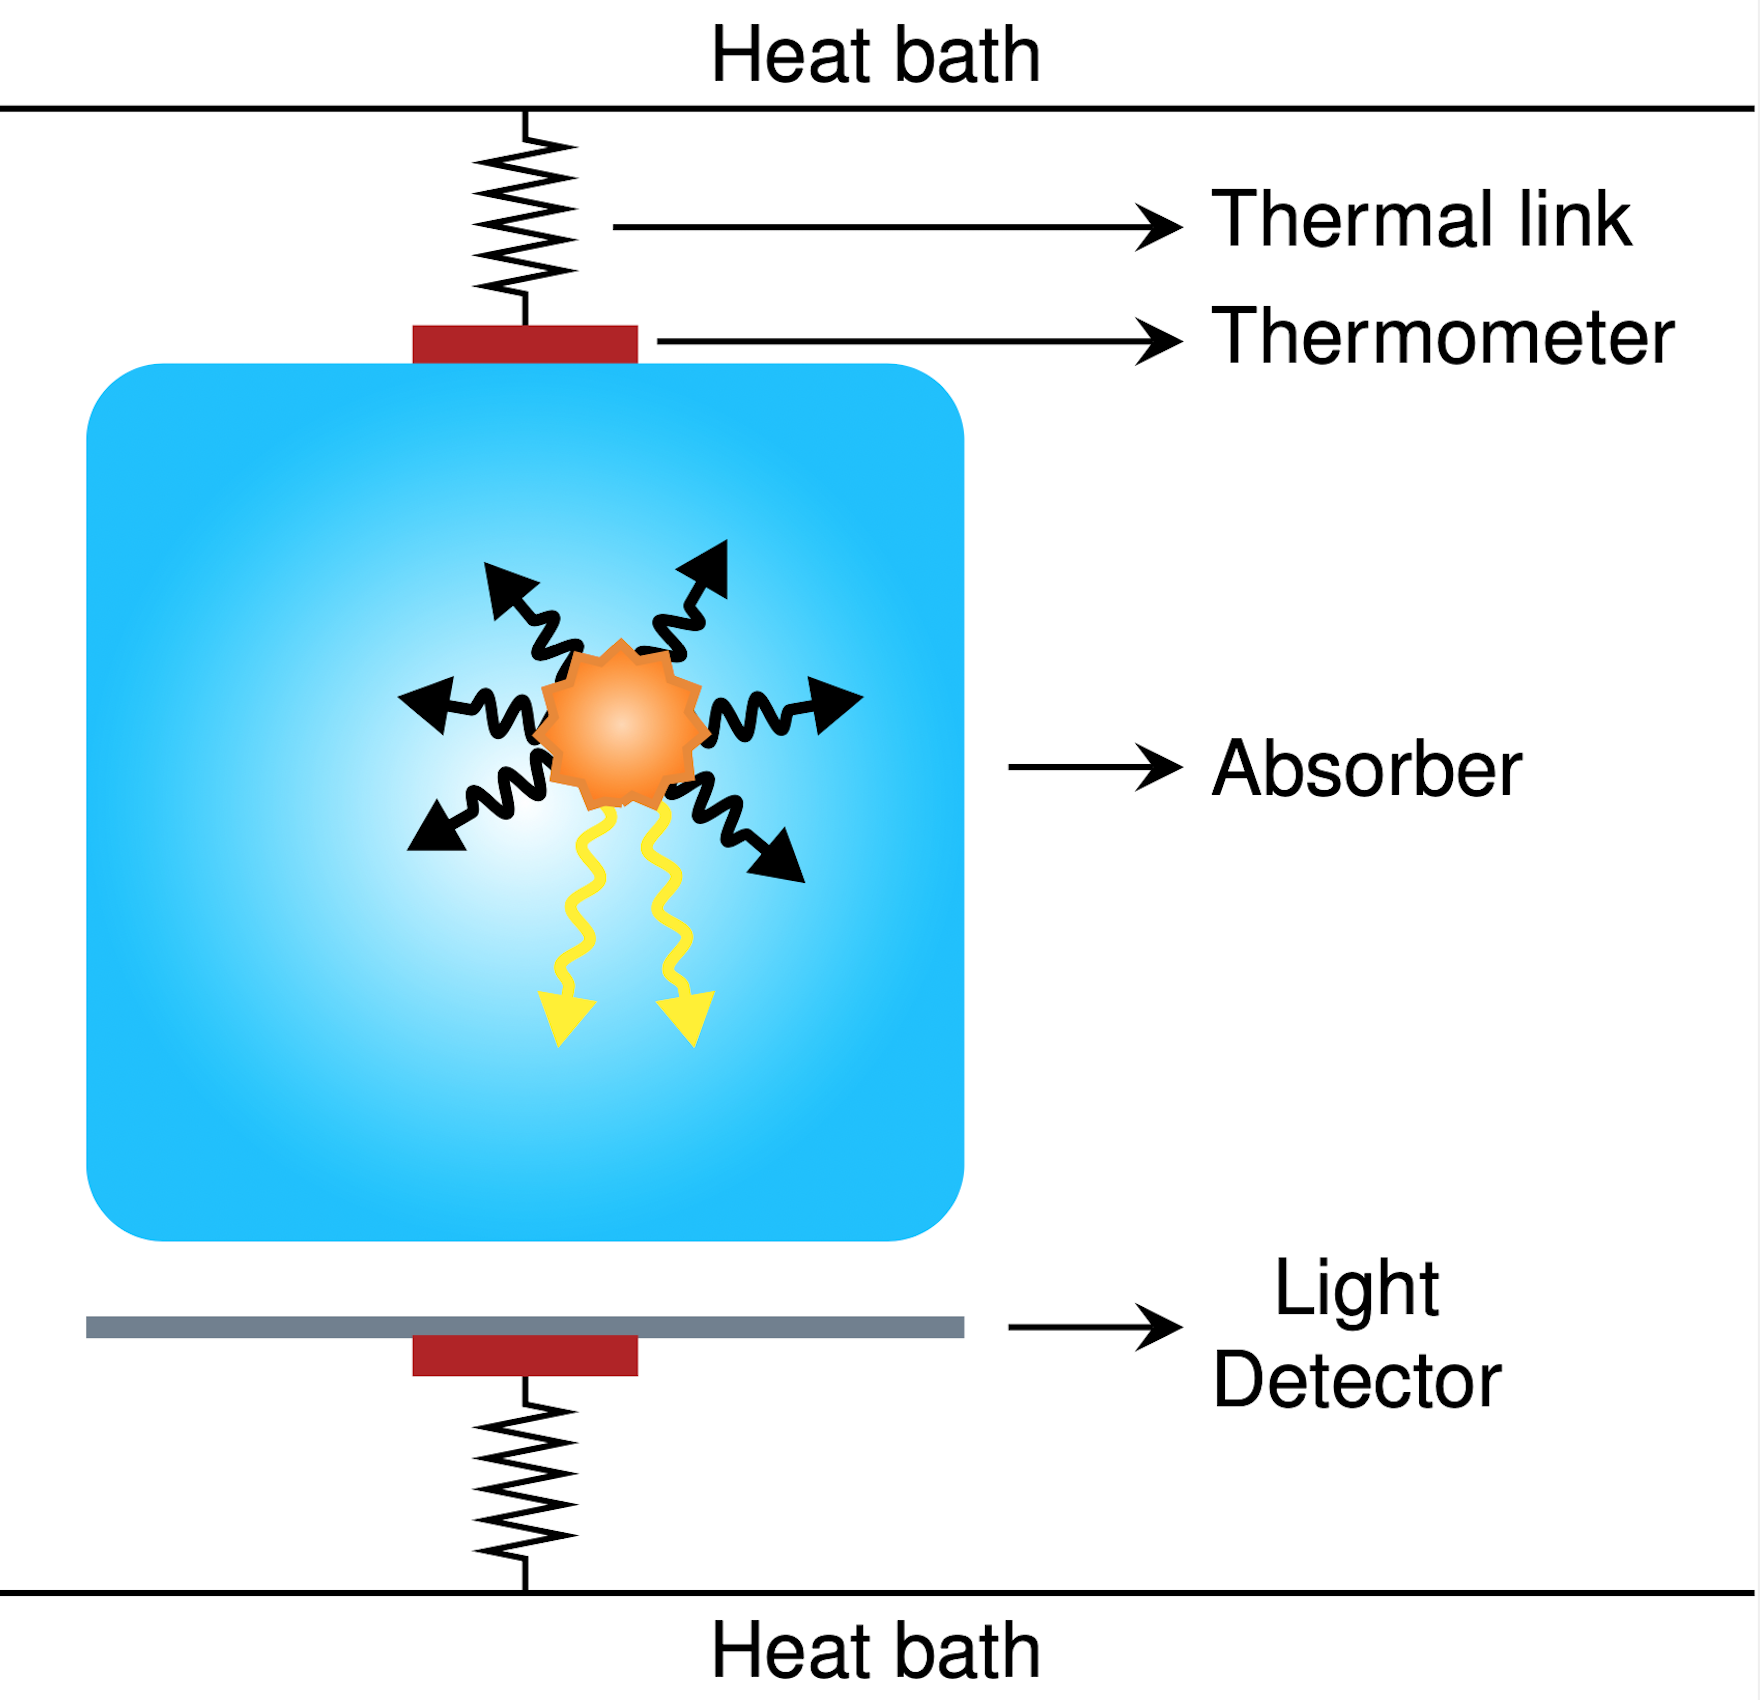 Heat bath
Thermal link
Thermometer
Absorber
Light
Detector
Heat bath